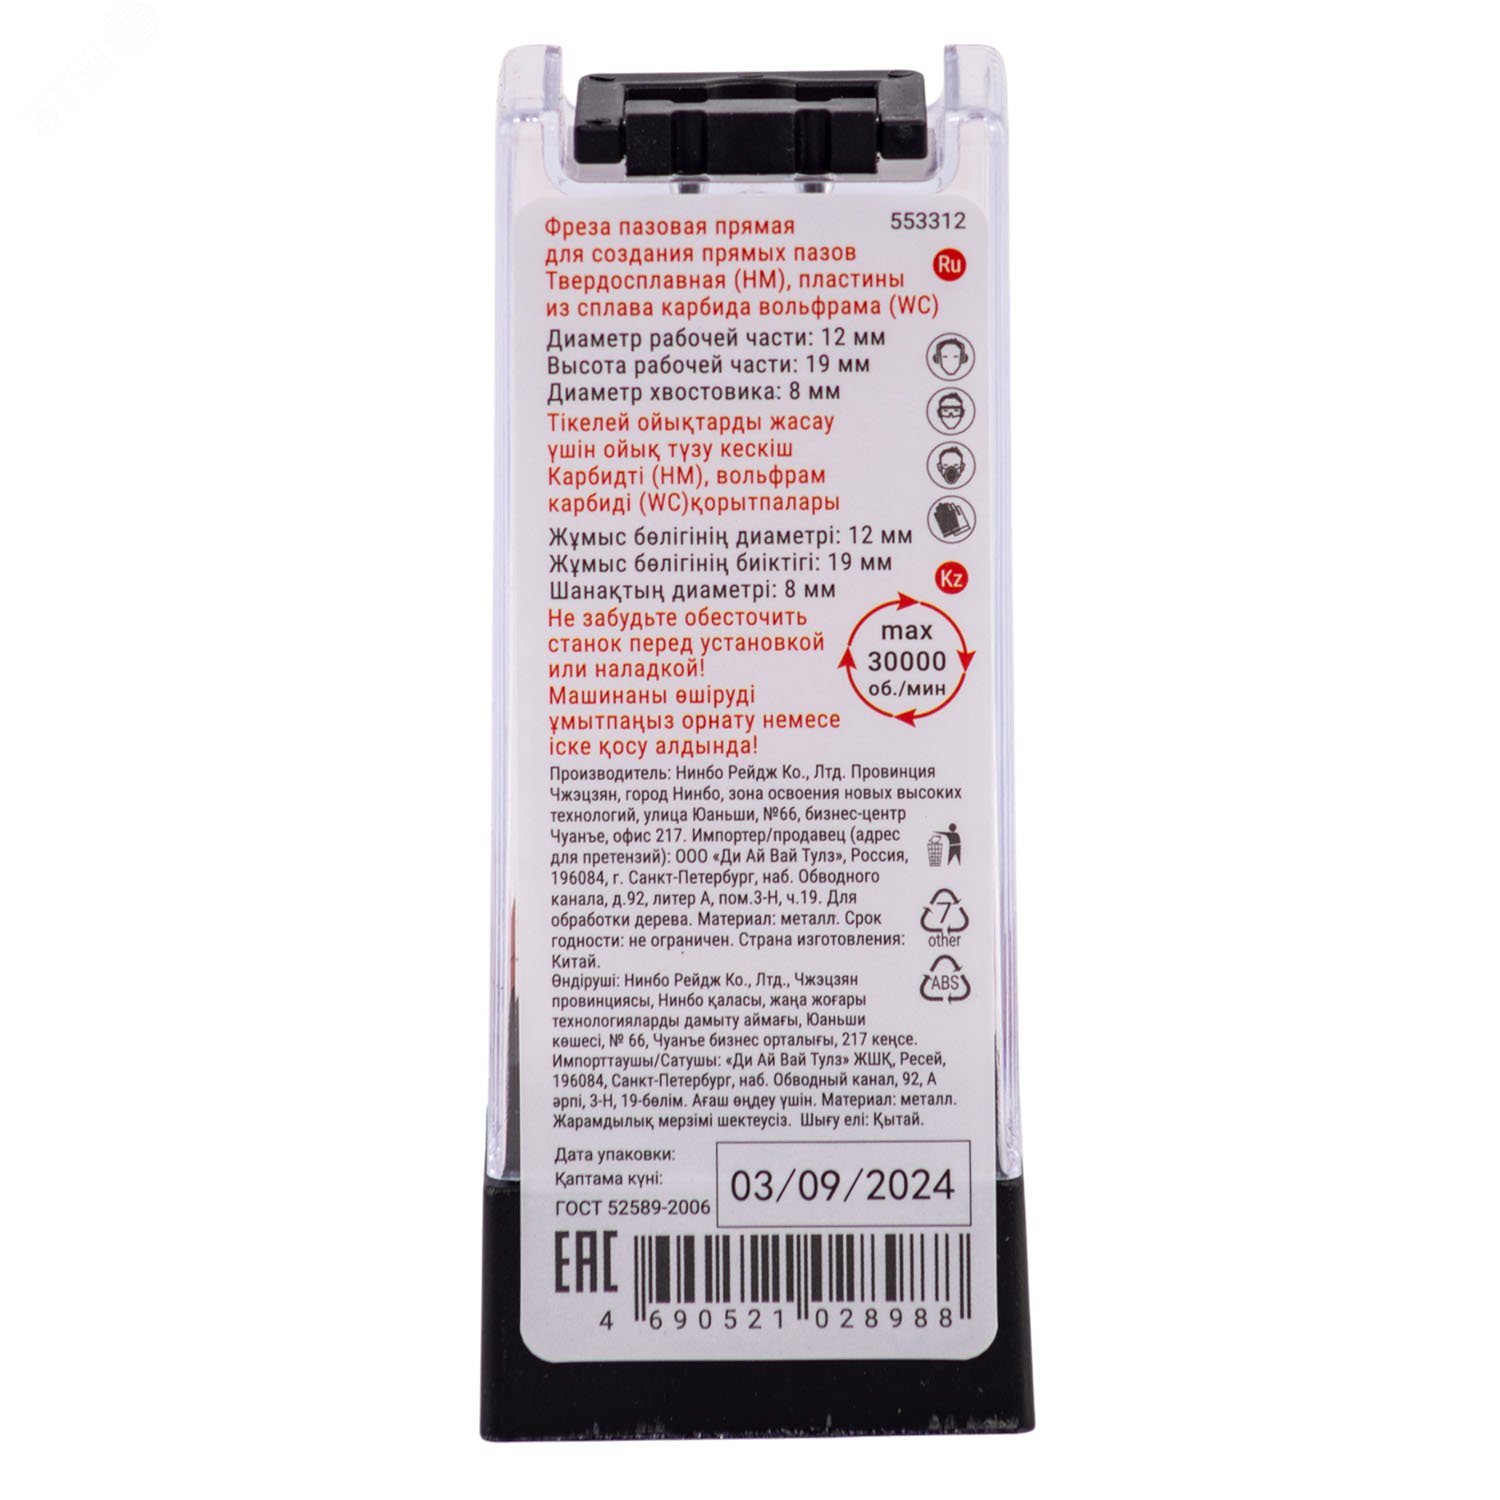 ЭТМ
Фреза пазовая прямая 553312
для создания прямых пазов
Ru
Твердосплавная (HM), пластины
из сплава карбида вольфрама (WC)
Диаметр рабочей части: 12 мм
Высота рабочей части: 19 мм
Диаметр хвостовика: 8 мм
Тікелей ойықтарды жасау
үшін ойық түзу кескіш
Карбидті (HM), вольфрам
карбиді (WC)қорытпалары
Жұмыс бөлігінің диаметрі: 12 мм
Жұмыс бөлігінің биіктігі: 19 мм
Kz
Шанақтың диаметрі: 8 мм
Не забудьте обесточить
станок перед установкой
или наладкой!
max
30000
об./мин
Машинаны өшіруді
ұмытпаңыз орнату немесе
іске қосу алдында!
Производитель: Нинбо Рейдж Ко., Лтд. Провинция
Чжэцзян, город Нинбо, зона освоения новых высоких
технологий, улица Юаньши, №66, бизнес-центр
Чуанъе, офис 217. Импортер/продавец (адрес
для претензий): ООО «Ди Ай Вай Тулз», Россия,
196084, г. Санкт-Петербург, наб. Обводного
канала, д.92, литер А, пом.3-Н, ч.19. Для
обработки дерева. Материал: металл. Срок
годности: не ограничен. Страна изготовления:
Китай.
7
other
ABS
Өндіруші: Нинбо Рейдж Ко., Лтд., Чжэцзян
провинциясы, Нинбо қаласы, жаңа жоғары
технологияларды дамыту аймағы, Юаньши
көшесі, № 66, Чуанъе бизнес орталығы, 217 кеңсе.
Импорттаушы/Сатушы: «Ди Ай Вай Тулз» ЖШҚ, Ресей,
196084, Санкт-Петербург, наб. Обводный канал, 92, А
әрпі, 3-Н, 19-бөлім. Ағаш өңдеу үшін. Материал: металл.
Жарамдылық мерзімі шектеусіз. Шығу елі: Қытай.
Дата упаковки:
Қаптама күні:
03/09/2024
ГОСТ 52589-2006
EAC
4 690521 028988